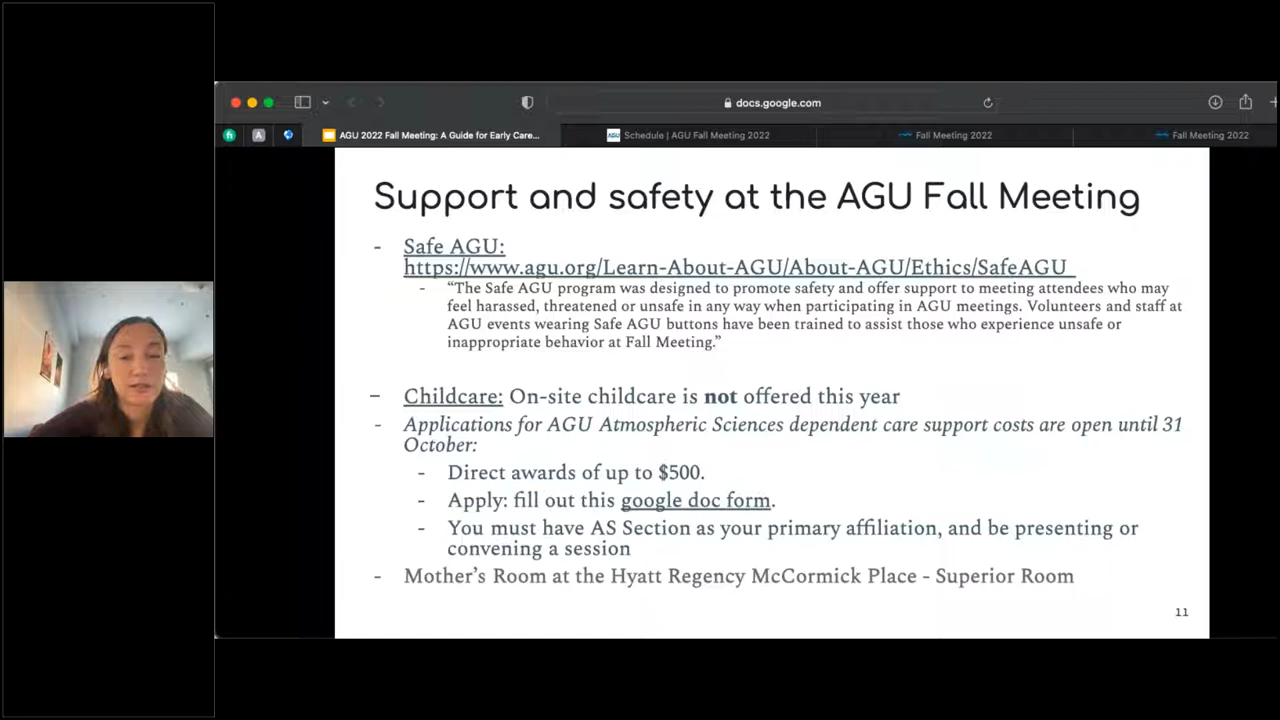 docs.google.com
AGU 2022 Fall Meeting: A Guide for Early Care...
AGU Schedule | AGU Fall Meeting 2022
Fall Meeting 2022
Fall Meeting 2022
Support and safety at the AGU Fall Meeting
- Safe AGU:
https://www.agu.org/Learn-About-AGU/About-AGU/Ethics/SafeAGU
- “The Safe AGU program was designed to promote safety and offer support to meeting attendees who may
feel harassed, threatened or unsafe in any way when participating in AGU meetings. Volunteers and staff at
AGU events wearing Safe AGU buttons have been trained to assist those who experience unsafe or
inappropriate behavior at Fall Meeting.”
- Childcare: On-site childcare is not offered this year
- Applications for AGU Atmospheric Sciences dependent care support costs are open until 31
October:
- Direct awards of up to $500.
- Apply: fill out this google doc form.
- You must have AS Section as your primary affiliation, and be presenting or
convening a session
- Mother’s Room at the Hyatt Regency McCormick Place - Superior Room
11